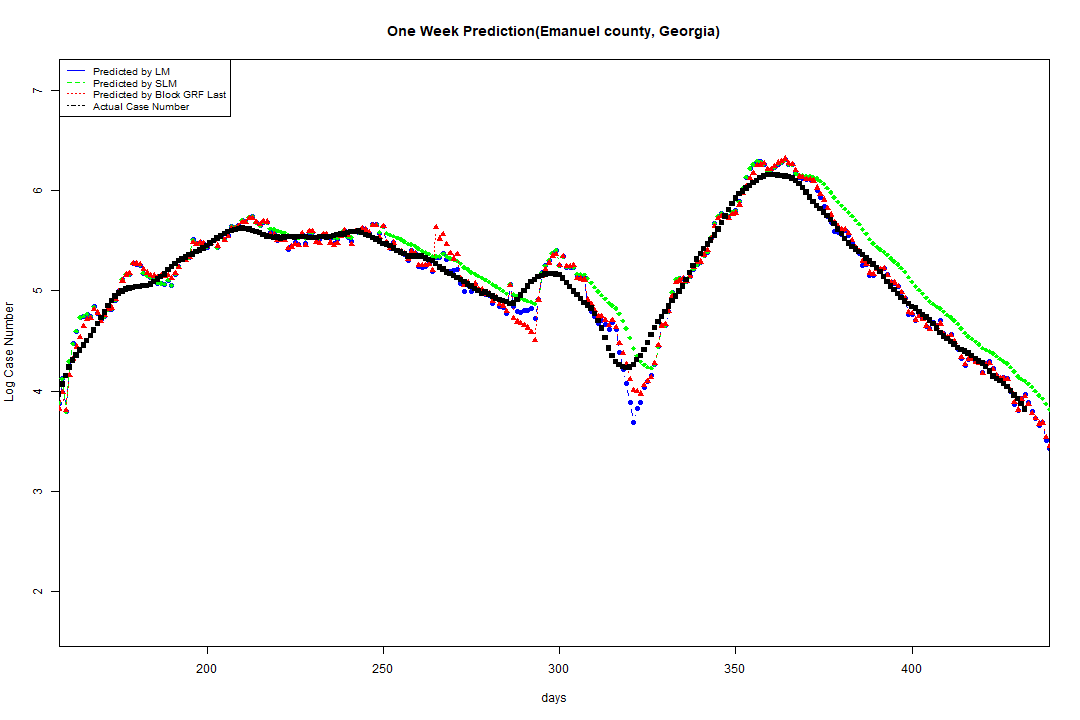 One Week Prediction(Emanuel county, Georgia)
Predicted by LM
Predicted by SLM
Predicted by Block GRF Last
Actual Case Number
7
6
5
4
3
2
Log Case Number
200 250 300 350 400
days